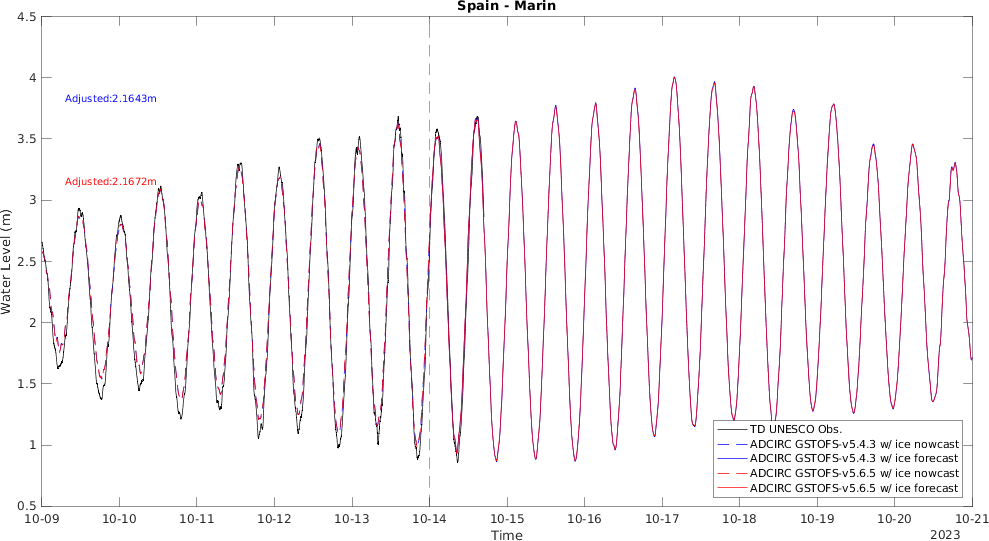 Spain - Marin
4.5
4
3.5
3
2.5
2
1.5
1
0.5
Water Level (m)
Adjusted:2.1643m
Adjusted:2.1672m
TD UNESCO Obs.
ADCIRC GSTOFS-v5.4.3 w/ ice nowcast
ADCIRC GSTOFS-v5.4.3 w/ ice forecast
ADCIRC GSTOFS-v5.6.5 w/ ice nowcast
ADCIRC GSTOFS-v5.6.5 w/ ice forecast
10-09 10-10 10-11 10-12 10-13 10-14 10-15 10-16 10-17 10-18 10-19 10-20 10-21
Time
2023